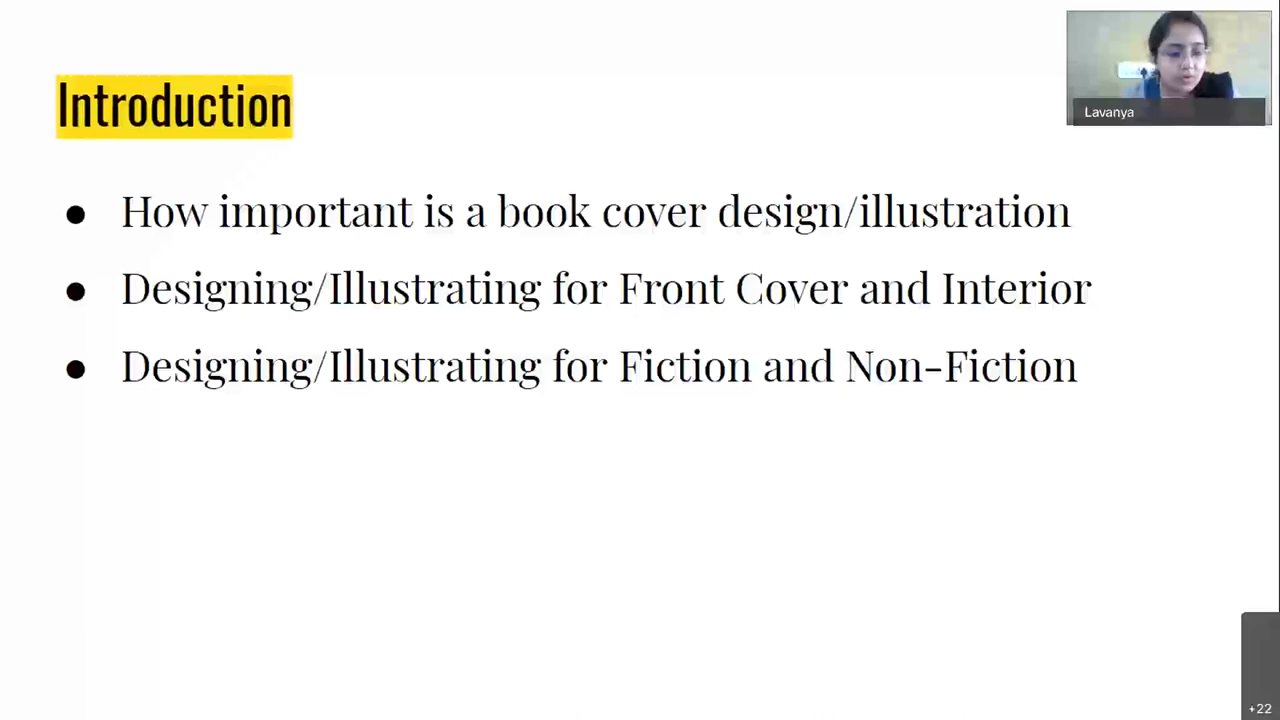 Introduction
Lavanya
● How important is a book cover design/illustration
● Designing/Illustrating for Front Cover and Interior
● Designing/Illustrating for Fiction and Non-Fiction
+22